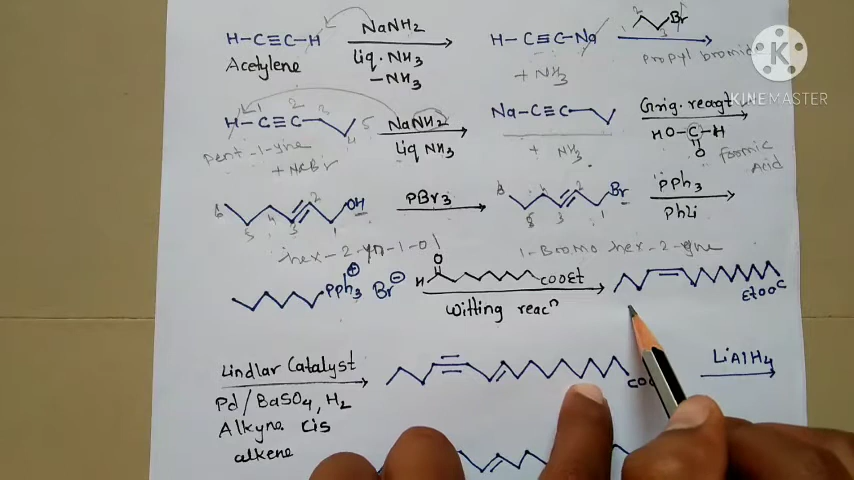 H-C≡C-H NaNH₂ H-C≡C-Na Br
Acetylene liq. NH₃ + NH₃ propyl bromide
-NH₃
K
KINEMASTER
H-C≡C NaNH₂ Na-C≡C Grig. reagt
pent-1-yne liq NH₃ + NH₃ HO-C-H
+ NaBr O formic Acid
OH PBr₃ Br PPh₃
hex-2-yn-1-ol 1-Bromo hex-2-yne PhLi
PPh₃ ⊕ Br ⊖ H O COOEt EtOOC
Witting reacⁿ
Lindlar Catalyst LiAlH₄
Pd/BaSO₄, H₂
Alkyne cis
alkene